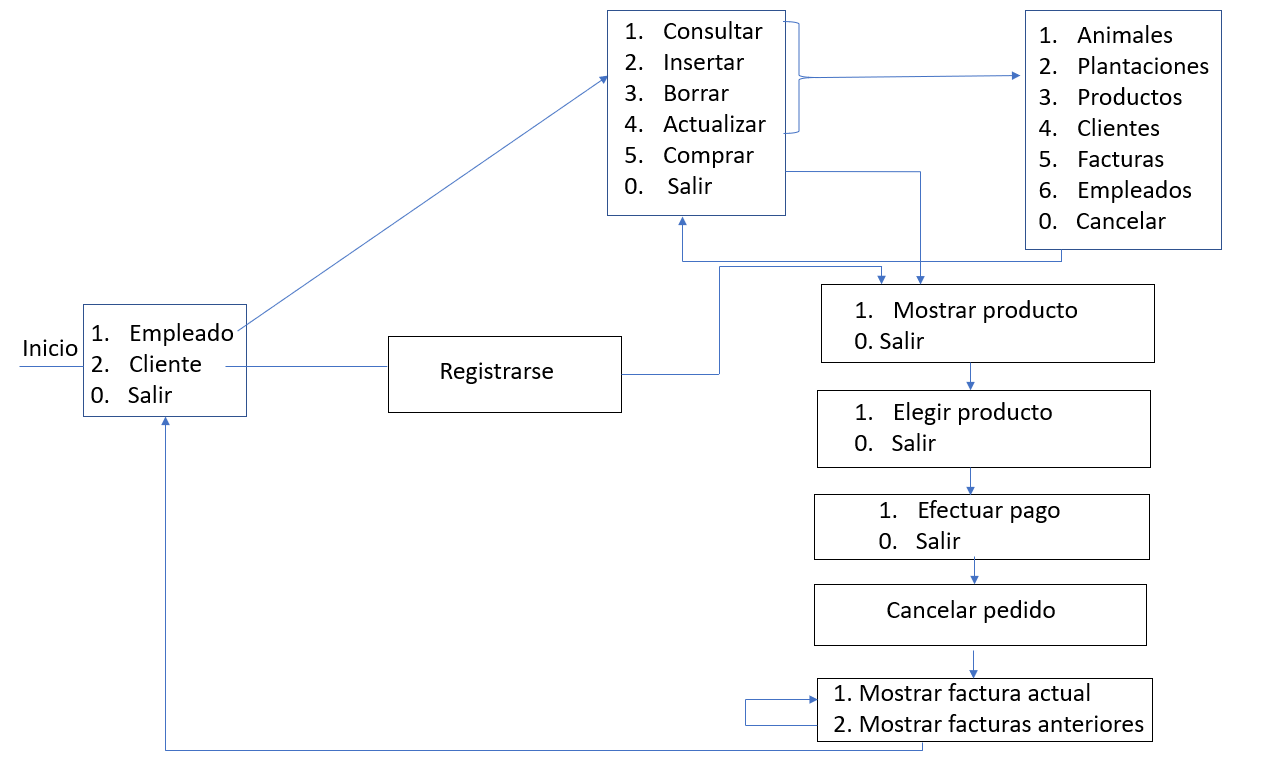 1. Consultar
2. Insertar
3. Borrar
4. Actualizar
5. Comprar
0. Salir
1. Animales
2. Plantaciones
3. Productos
4. Clientes
5. Facturas
6. Empleados
0. Cancelar
Inicio
1. Empleado
2. Cliente
0. Salir
Registrarse
1. Mostrar producto
0. Salir
1. Elegir producto
0. Salir
1. Efectuar pago
0. Salir
Cancelar pedido
1. Mostrar factura actual
2. Mostrar facturas anteriores